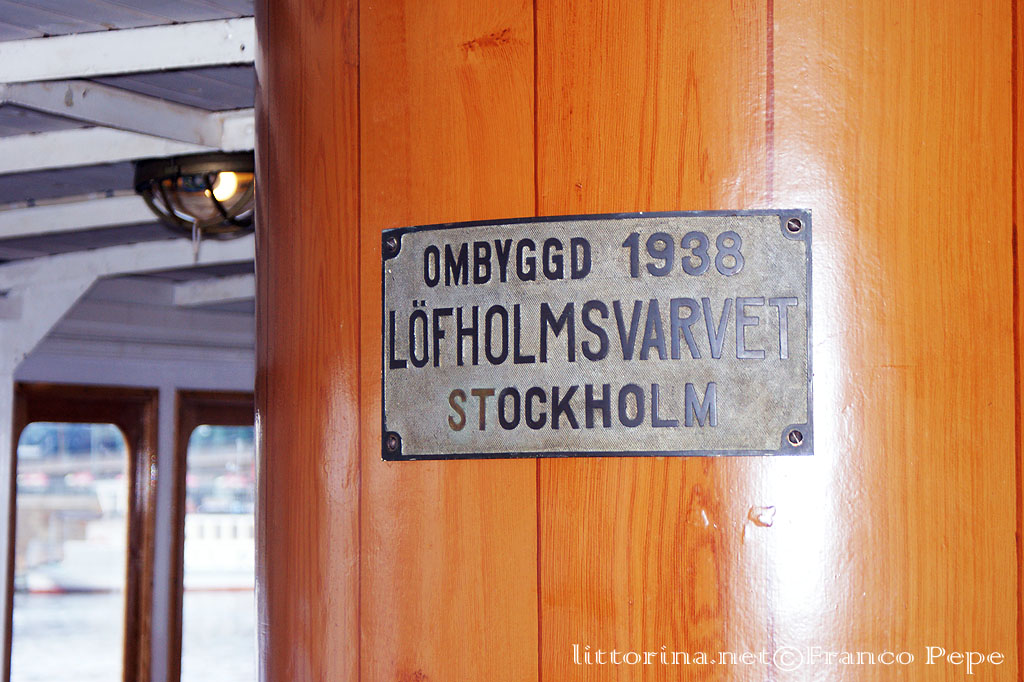 OMBYGGD 1938
LÖFHOLMSVARVET
STOCKHOLM
littorina.net©Franco Pepe